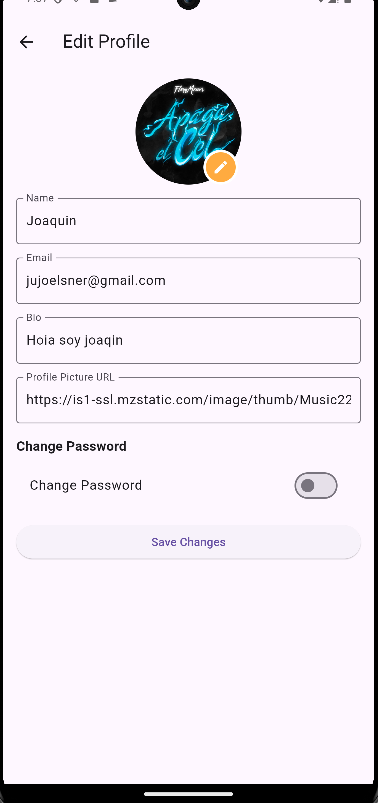 Edit Profile
FloyyMenor
Apaga
el Cel
Name
Joaquin
Email
jujoelsner@gmail.com
Bio
Hola soy joaqin
Profile Picture URL
https://is1-ssl.mzstatic.com/image/thumb/Music22
Change Password
Change Password
Save Changes